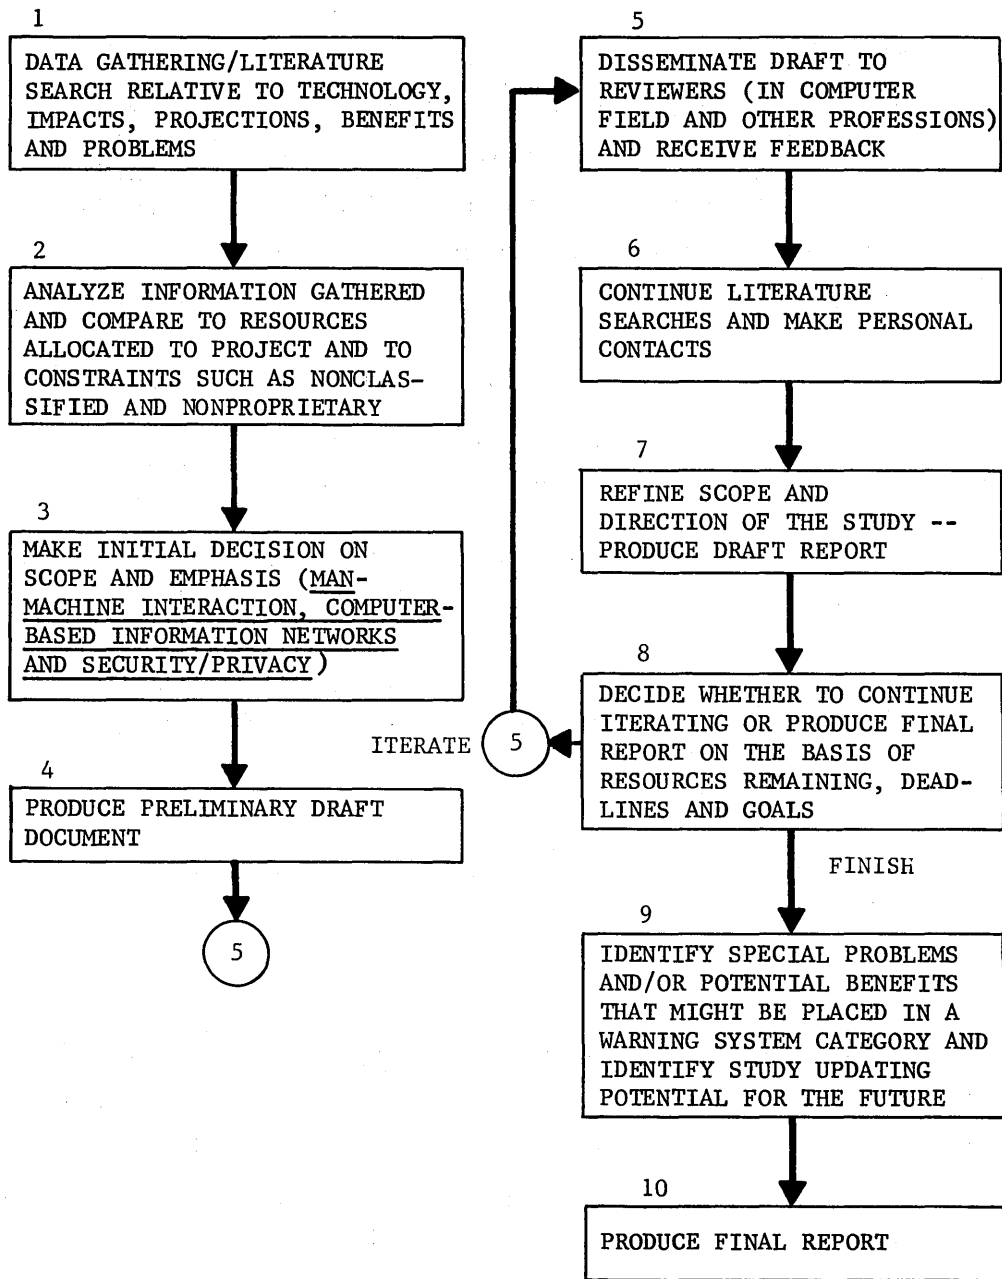 1
DATA GATHERING/LITERATURE
SEARCH RELATIVE TO TECHNOLOGY,
IMPACTS, PROJECTIONS, BENEFITS
AND PROBLEMS
2
ANALYZE INFORMATION GATHERED
AND COMPARE TO RESOURCES
ALLOCATED TO PROJECT AND TO
CONSTRAINTS SUCH AS NONCLAS-
SIFIED AND NONPROPRIETARY
3
MAKE INITIAL DECISION ON
SCOPE AND EMPHASIS (MAN-
MACHINE INTERACTION, COMPUTER-
BASED INFORMATION NETWORKS
AND SECURITY/PRIVACY)
4
PRODUCE PRELIMINARY DRAFT
DOCUMENT
5
5
DISSEMINATE DRAFT TO
REVIEWERS (IN COMPUTER
FIELD AND OTHER PROFESSIONS)
AND RECEIVE FEEDBACK
6
CONTINUE LITERATURE
SEARCHES AND MAKE PERSONAL
CONTACTS
7
REFINE SCOPE AND
DIRECTION OF THE STUDY --
PRODUCE DRAFT REPORT
8
DECIDE WHETHER TO CONTINUE
ITERATING OR PRODUCE FINAL
REPORT ON THE BASIS OF
RESOURCES REMAINING, DEAD-
LINES AND GOALS
ITERATE 5
FINISH
9
IDENTIFY SPECIAL PROBLEMS
AND/OR POTENTIAL BENEFITS
THAT MIGHT BE PLACED IN A
WARNING SYSTEM CATEGORY AND
IDENTIFY STUDY UPDATING
POTENTIAL FOR THE FUTURE
10
PRODUCE FINAL REPORT